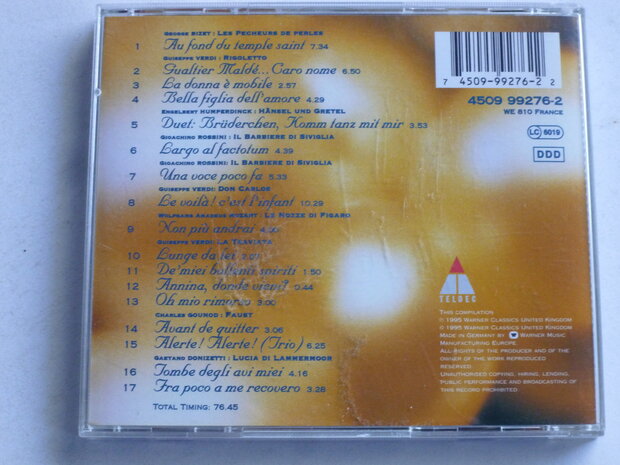 George Bizet: Les Pecheurs de perles
1 Au fond du temple saint 7.34
Guiseppe Verdi: Rigoletto
2 Gualtier Maldé... Caro nome 6.50
3 La donna è mobile 2.57
4 Bella figlia dell'amore 4.29
Engelbert Humperdinck: Hänsel und Gretel
5 Duet: Brüderchen, Komm tanz mit mir 3.53
Gioachino Rossini: Il Barbiere di Siviglia
6 Largo al factotum 4.39
Gioachino Rossini: Il Barbiere di Siviglia
7 Una voce poco fa 5.33
Guiseppe Verdi: Don Carlos
8 Le voilà! c'est l'infant 10.29
Wolfgang Amadeus Mozart: Le Nozze di Figaro
9 Non più andrai
Guiseppe Verdi: La Traviata
10 Lunge da lei
11 De' miei bollenti spiriti 1.50
12 Annina, donde vieni? 0.44
13 Oh mio rimorso 3.00
Charles Gounod: Faust
14 Avant de quitter 3.06
15 Alerte! Alerte! (Trio) 6.25
Gaetano Donizetti: Lucia di Lammermoor
16 Tombe degli avi miei 4.16
17 Fra poco a me recovero 3.28
Total Timing: 76.45
7 4509-99276-2 2
4509 99276-2
WE 810 France
LC 6019
DDD
TELDEC
This compilation
℗ 1995 Warner Classics United Kingdom
© 1995 Warner Classics United Kingdom
Made in Germany by Warner Music
Manufacturing Europe.
All rights of the producer and of the owner of the work reproduced
reserved.
Unauthorised copying, hiring, lending,
public performance and broadcasting of
this record prohibited